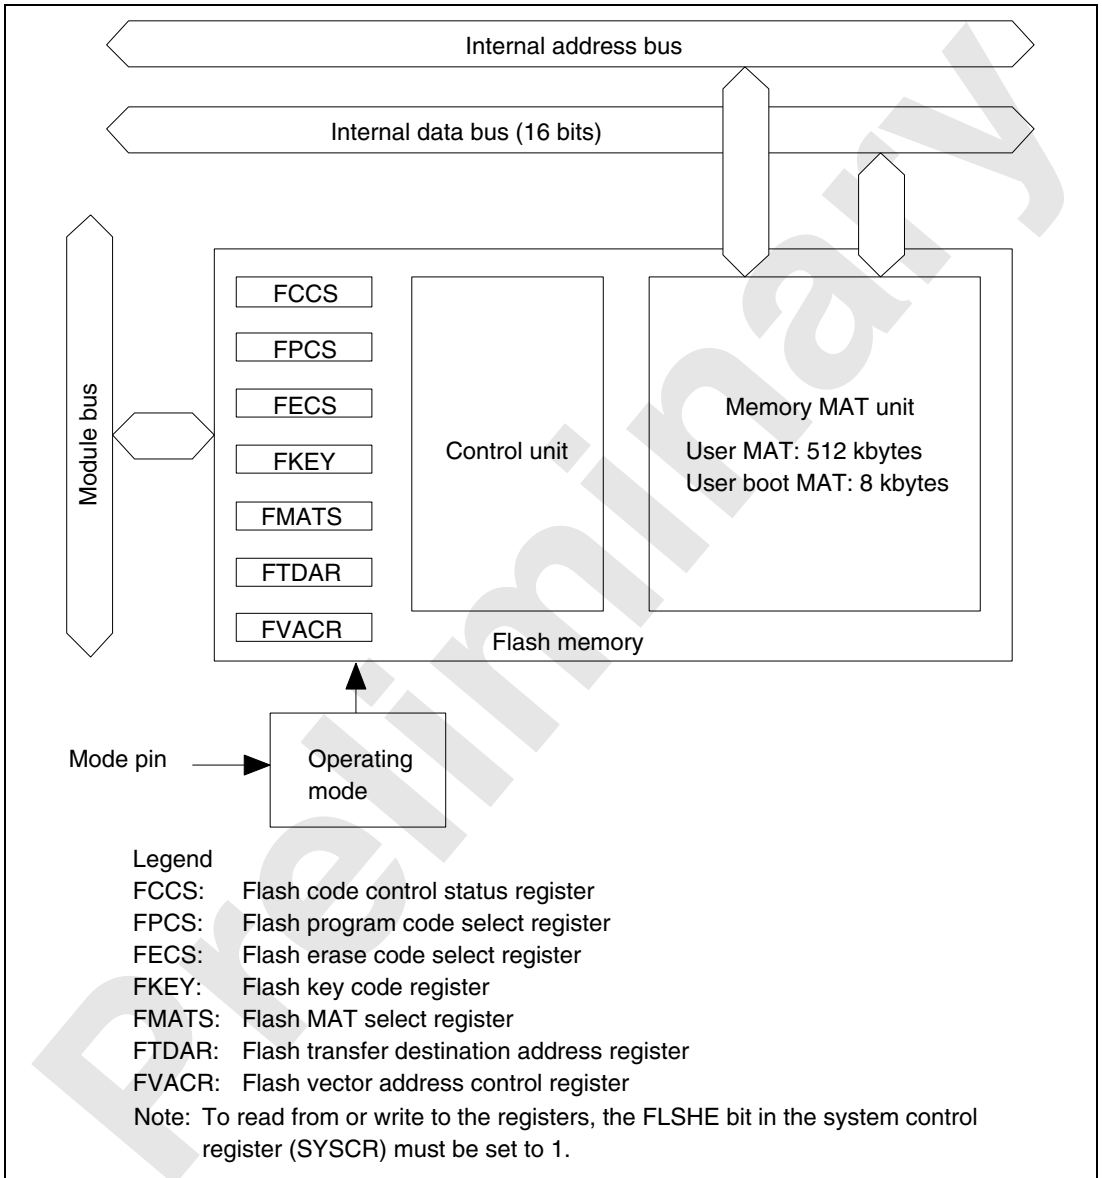 Internal address bus
Internal data bus (16 bits)
Module bus
FCCS
FPCS
FECS
FKEY
FMATS
FTDAR
FVACR
Control unit
Memory MAT unit
User MAT: 512 kbytes
User boot MAT: 8 kbytes
Flash memory
Mode pin
Operating
mode
Legend
FCCS: Flash code control status register
FPCS: Flash program code select register
FECS: Flash erase code select register
FKEY: Flash key code register
FMATS: Flash MAT select register
FTDAR: Flash transfer destination address register
FVACR: Flash vector address control register
Note: To read from or write to the registers, the FLSHE bit in the system control
register (SYSCR) must be set to 1.
Preliminary